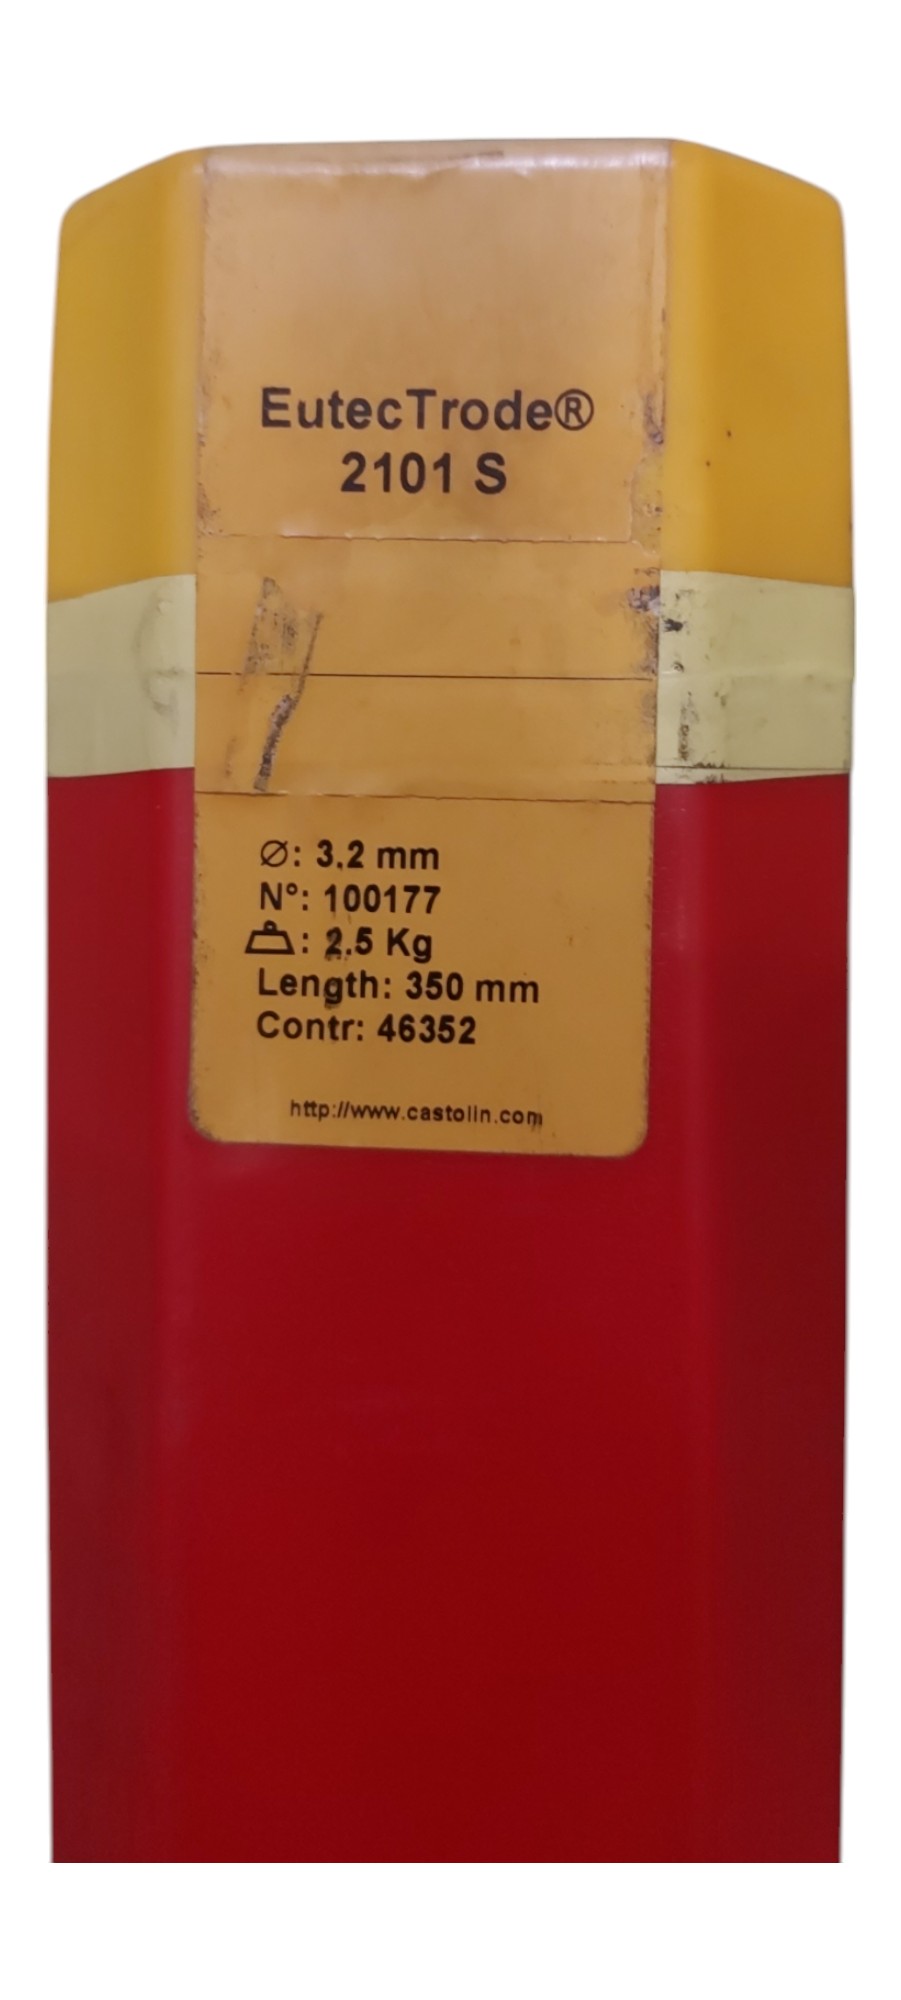 EutecTrode®
2101 S
Ø: 3.2 mm
N°: 100177
: 2.5 Kg
Length: 350 mm
Contr: 46352
http://www.castolin.com